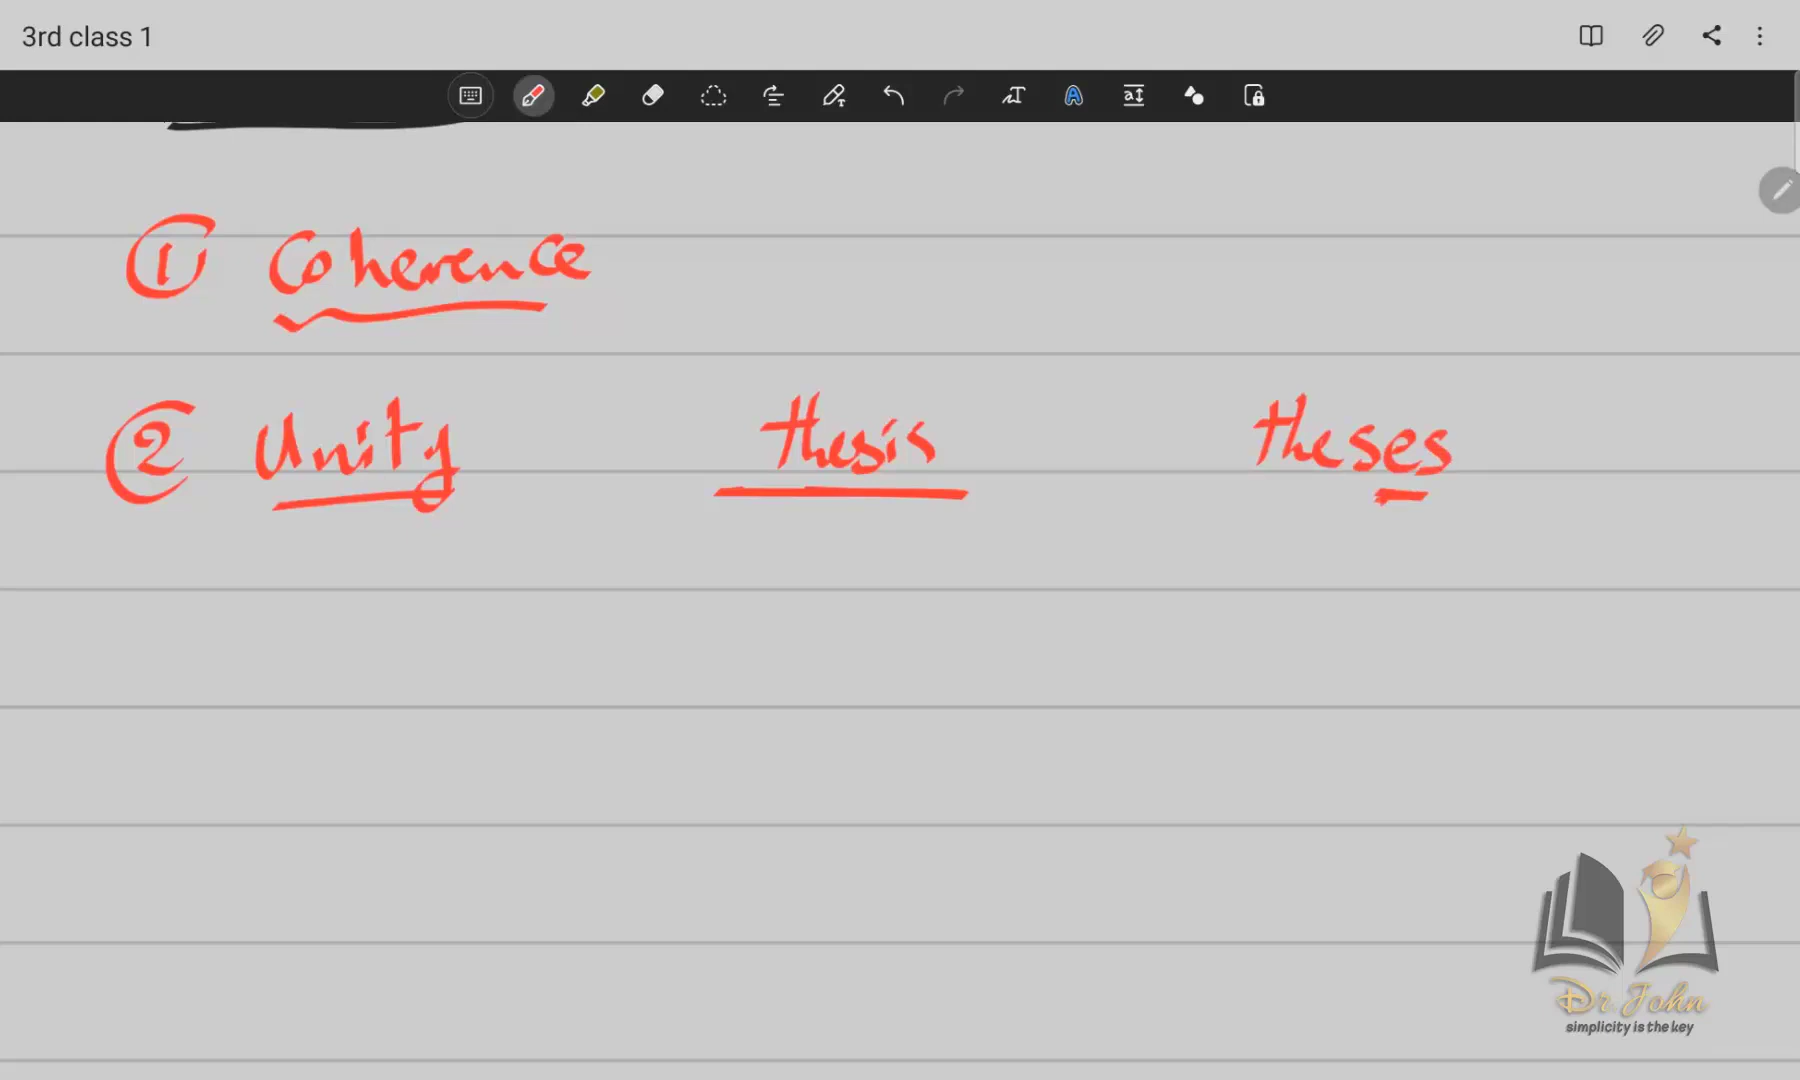 3rd class 1
① Coherence
② Unity thesis theses
Dr. John
simplicity is the key